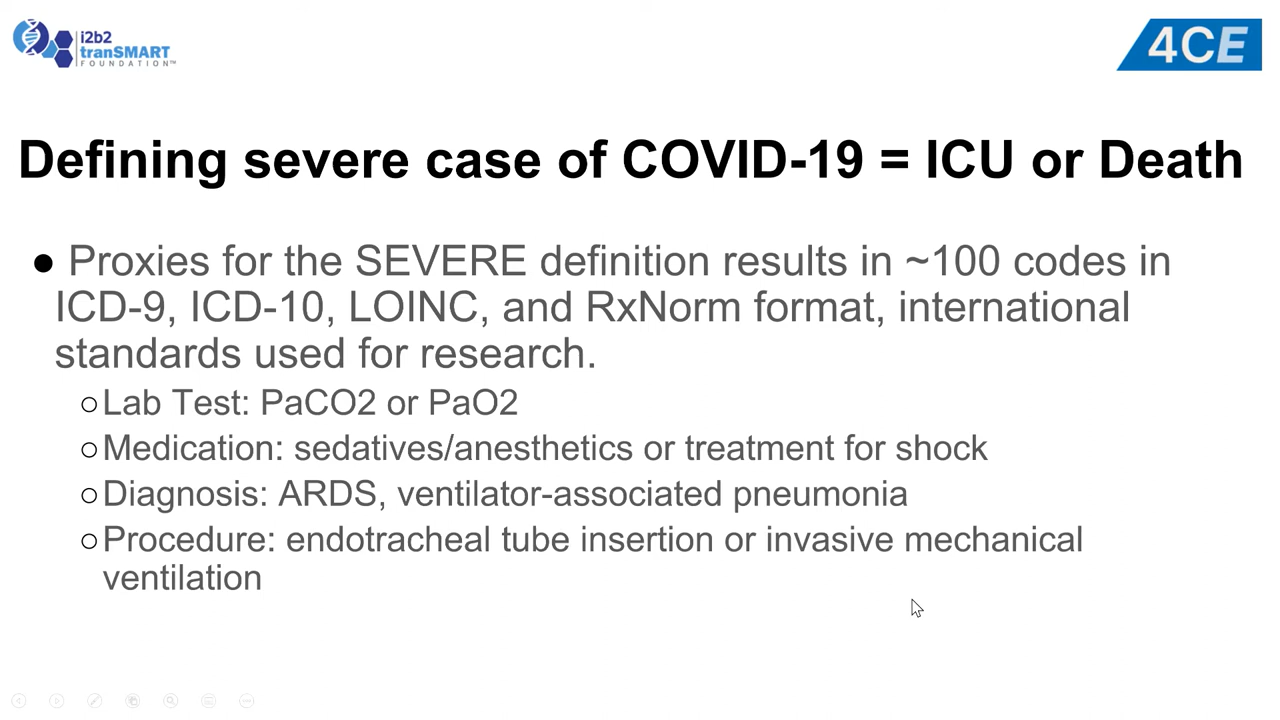 i2b2
tranSMART
FOUNDATION™
4CE
Defining severe case of COVID-19 = ICU or Death
● Proxies for the SEVERE definition results in ~100 codes in
ICD-9, ICD-10, LOINC, and RxNorm format, international
standards used for research.
○Lab Test: PaCO2 or PaO2
○Medication: sedatives/anesthetics or treatment for shock
○Diagnosis: ARDS, ventilator-associated pneumonia
○Procedure: endotracheal tube insertion or invasive mechanical
ventilation